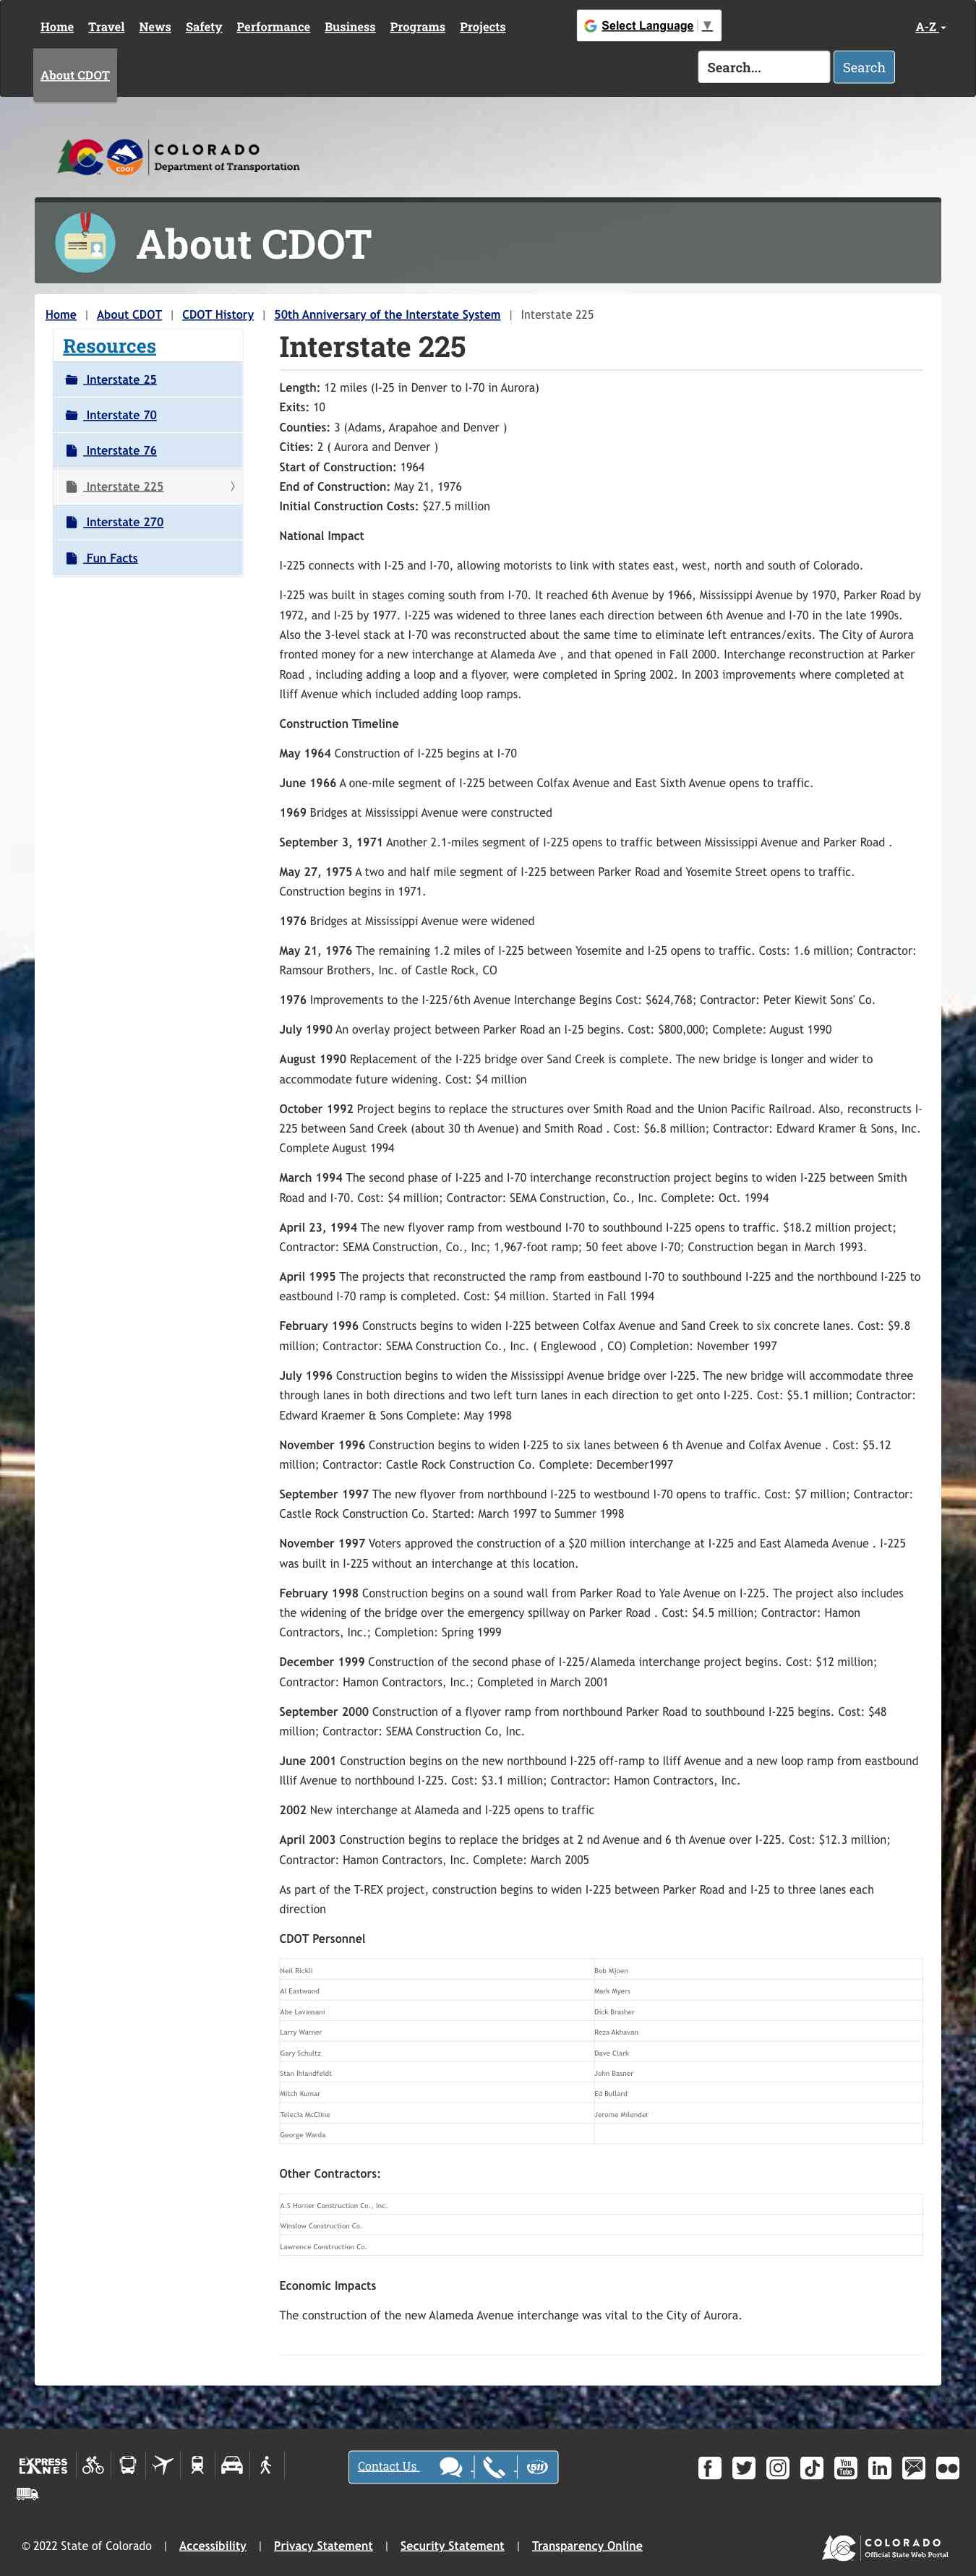 Home Travel News Safety Performance Business Programs Projects
Select Language ▼
A-Z
About CDOT
Search...
Search
COLORADO
Department of Transportation
CDOT
About CDOT
Home | About CDOT | CDOT History | 50th Anniversary of the Interstate System | Interstate 225
Resources
Interstate 25
Interstate 70
Interstate 76
Interstate 225
Interstate 270
Fun Facts
Interstate 225
Length: 12 miles (I-25 in Denver to I-70 in Aurora)
Exits: 10
Counties: 3 (Adams, Arapahoe and Denver )
Cities: 2 ( Aurora and Denver )
Start of Construction: 1964
End of Construction: May 21, 1976
Initial Construction Costs: $27.5 million
National Impact
I-225 connects with I-25 and I-70, allowing motorists to link with states east, west, north and south of Colorado.
I-225 was built in stages coming south from I-70. It reached 6th Avenue by 1966, Mississippi Avenue by 1970, Parker Road by
1972, and I-25 by 1977. I-225 was widened to three lanes each direction between 6th Avenue and I-70 in the late 1990s.
Also the 3-level stack at I-70 was reconstructed about the same time to eliminate left entrances/exits. The City of Aurora
fronted money for a new interchange at Alameda Ave , and that opened in Fall 2000. Interchange reconstruction at Parker
Road , including adding a loop and a flyover, were completed in Spring 2002. In 2003 improvements where completed at
Iliff Avenue which included adding loop ramps.
Construction Timeline
May 1964 Construction of I-225 begins at I-70
June 1966 A one-mile segment of I-225 between Colfax Avenue and East Sixth Avenue opens to traffic.
1969 Bridges at Mississippi Avenue were constructed
September 3, 1971 Another 2.1-miles segment of I-225 opens to traffic between Mississippi Avenue and Parker Road .
May 27, 1975 A two and half mile segment of I-225 between Parker Road and Yosemite Street opens to traffic.
Construction begins in 1971.
1976 Bridges at Mississippi Avenue were widened
May 21, 1976 The remaining 1.2 miles of I-225 between Yosemite and I-25 opens to traffic. Costs: 1.6 million; Contractor:
Ramsour Brothers, Inc. of Castle Rock, CO
1976 Improvements to the I-225/6th Avenue Interchange Begins Cost: $624,768; Contractor: Peter Kiewit Sons' Co.
July 1990 An overlay project between Parker Road an I-25 begins. Cost: $800,000; Complete: August 1990
August 1990 Replacement of the I-225 bridge over Sand Creek is complete. The new bridge is longer and wider to
accommodate future widening. Cost: $4 million
October 1992 Project begins to replace the structures over Smith Road and the Union Pacific Railroad. Also, reconstructs I-
225 between Sand Creek (about 30 th Avenue) and Smith Road . Cost: $6.8 million; Contractor: Edward Kramer & Sons, Inc.
Complete August 1994
March 1994 The second phase of I-225 and I-70 interchange reconstruction project begins to widen I-225 between Smith
Road and I-70. Cost: $4 million; Contractor: SEMA Construction, Co., Inc. Complete: Oct. 1994
April 23, 1994 The new flyover ramp from westbound I-70 to southbound I-225 opens to traffic. $18.2 million project;
Contractor: SEMA Construction, Co., Inc; 1,967-foot ramp; 50 feet above I-70; Construction began in March 1993.
April 1995 The projects that reconstructed the ramp from eastbound I-70 to southbound I-225 and the northbound I-225 to
eastbound I-70 ramp is completed. Cost: $4 million. Started in Fall 1994
February 1996 Constructs begins to widen I-225 between Colfax Avenue and Sand Creek to six concrete lanes. Cost: $9.8
million; Contractor: SEMA Construction Co., Inc. ( Englewood , CO) Completion: November 1997
July 1996 Construction begins to widen the Mississippi Avenue bridge over I-225. The new bridge will accommodate three
through lanes in both directions and two left turn lanes in each direction to get onto I-225. Cost: $5.1 million; Contractor:
Edward Kraemer & Sons Complete: May 1998
November 1996 Construction begins to widen I-225 to six lanes between 6 th Avenue and Colfax Avenue . Cost: $5.12
million; Contractor: Castle Rock Construction Co. Complete: December1997
September 1997 The new flyover from northbound I-225 to westbound I-70 opens to traffic. Cost: $7 million; Contractor:
Castle Rock Construction Co. Started: March 1997 to Summer 1998
November 1997 Voters approved the construction of a $20 million interchange at I-225 and East Alameda Avenue . I-225
was built in I-225 without an interchange at this location.
February 1998 Construction begins on a sound wall from Parker Road to Yale Avenue on I-225. The project also includes
the widening of the bridge over the emergency spillway on Parker Road . Cost: $4.5 million; Contractor: Hamon
Contractors, Inc.; Completion: Spring 1999
December 1999 Construction of the second phase of I-225/Alameda interchange project begins. Cost: $12 million;
Contractor: Hamon Contractors, Inc.; Completed in March 2001
September 2000 Construction of a flyover ramp from northbound Parker Road to southbound I-225 begins. Cost: $48
million; Contractor: SEMA Construction Co, Inc.
June 2001 Construction begins on the new northbound I-225 off-ramp to Iliff Avenue and a new loop ramp from eastbound
Illif Avenue to northbound I-225. Cost: $3.1 million; Contractor: Hamon Contractors, Inc.
2002 New interchange at Alameda and I-225 opens to traffic
April 2003 Construction begins to replace the bridges at 2 nd Avenue and 6 th Avenue over I-225. Cost: $12.3 million;
Contractor: Hamon Contractors, Inc. Complete: March 2005
As part of the T-REX project, construction begins to widen I-225 between Parker Road and I-25 to three lanes each
direction
CDOT Personnel
Neil Rickli Bob Mjoen
Al Eastwood Mark Myers
Abe Lavassani Dick Brasher
Larry Warner Reza Akhavan
Gary Schultz Dave Clark
Stan Ihlandfeldt John Basner
Mitch Kumar Ed Bullard
Telecia McCline Jerome Milender
George Warda
Other Contractors:
A.S Horner Construction Co., Inc.
Winslow Construction Co.
Lawrence Construction Co.
Economic Impacts
The construction of the new Alameda Avenue interchange was vital to the City of Aurora.
EXPRESS
LANES
Contact Us
511
You
Tube
© 2022 State of Colorado | Accessibility | Privacy Statement | Security Statement | Transparency Online
COLORADO
Official State Web Portal